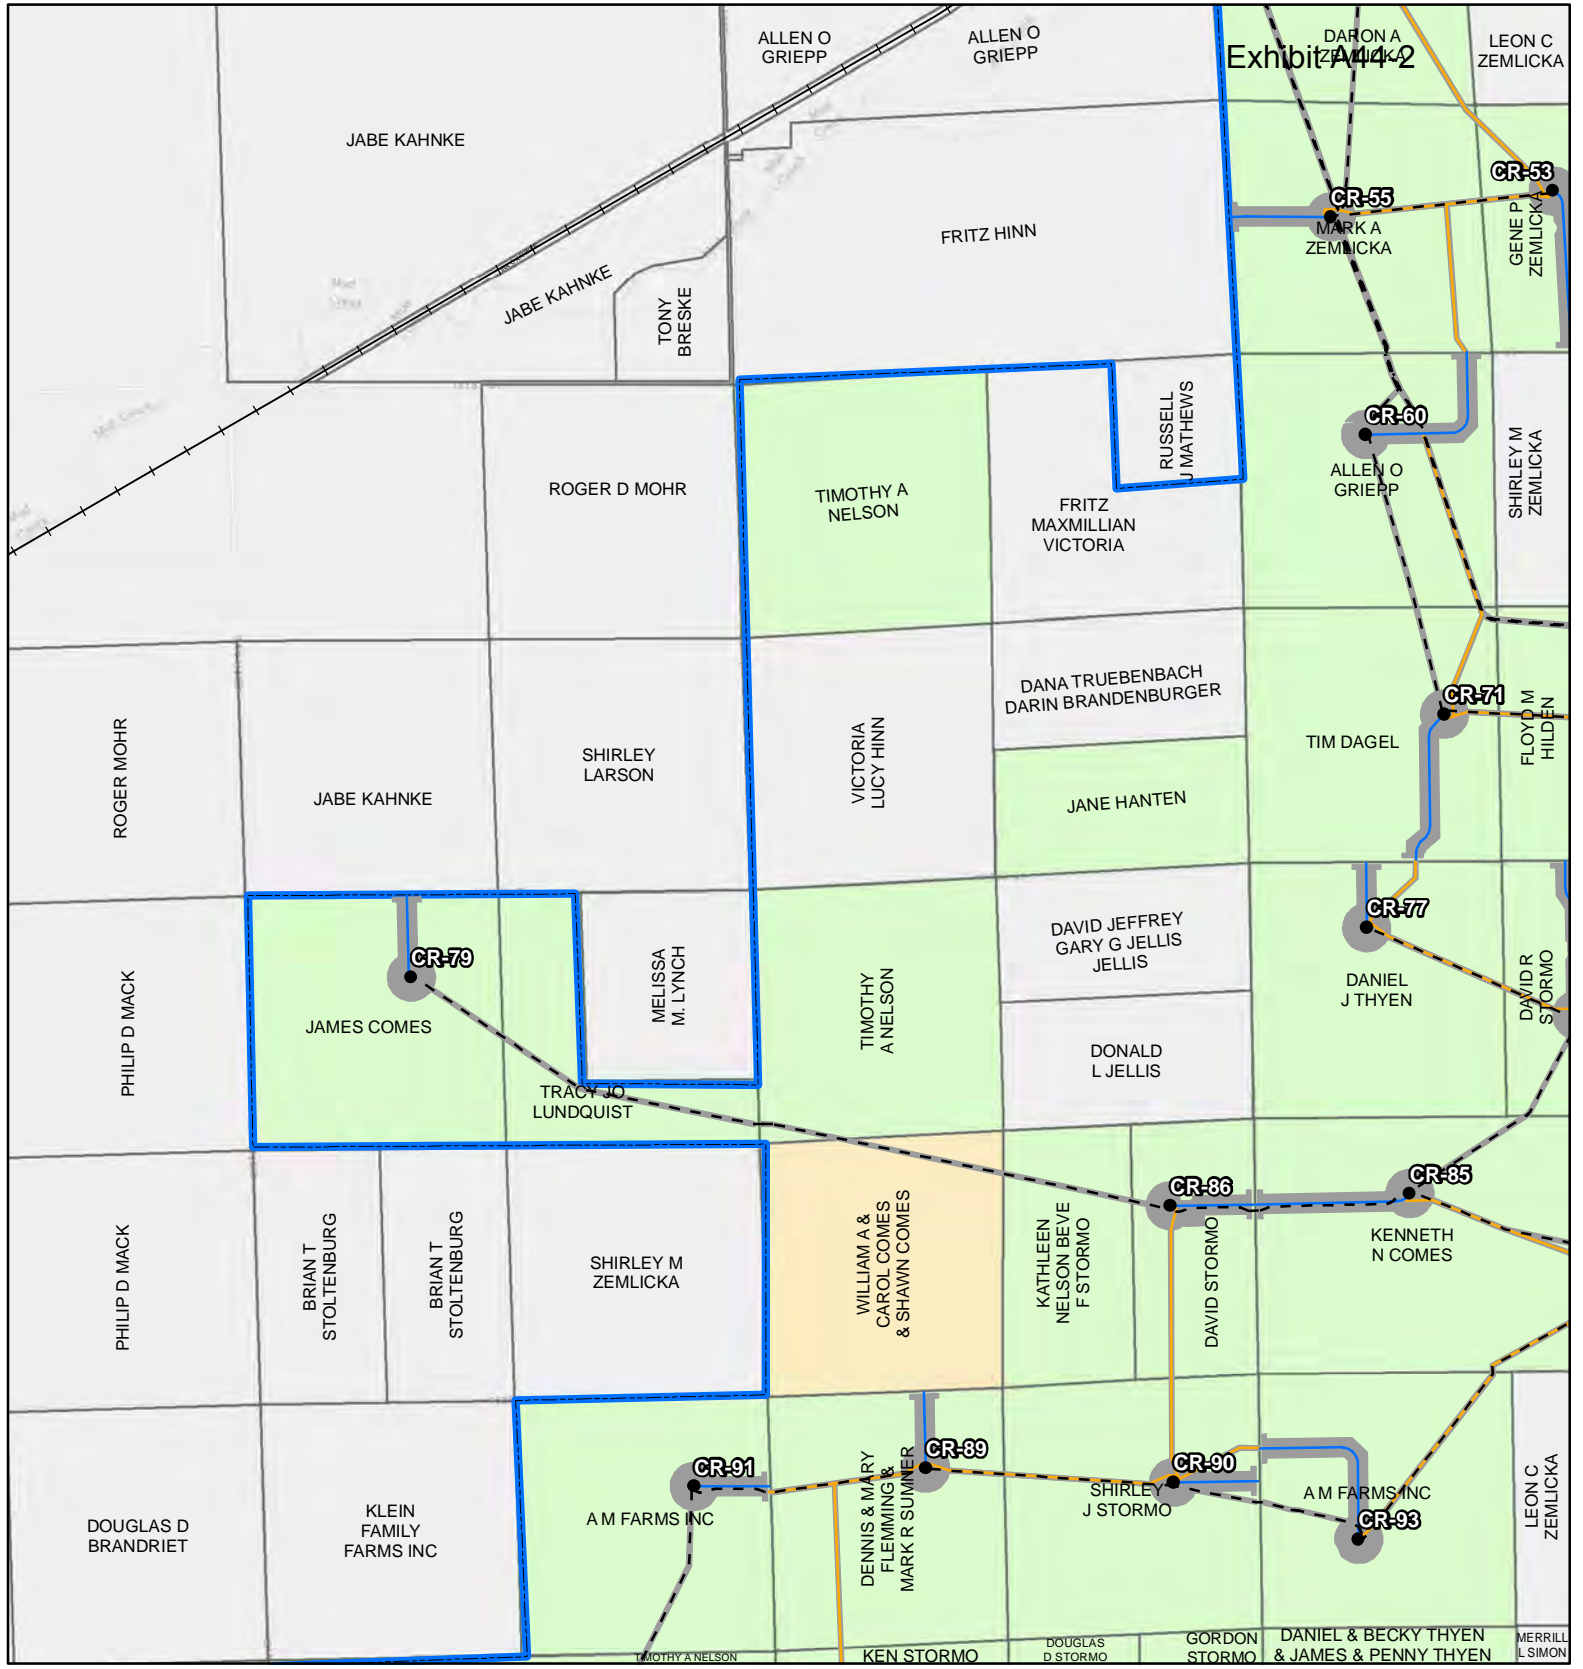 ALLEN O
GRIEPP
ALLEN O
GRIEPP
DARON A
ZEMLICKA
Exhibit A44-2
LEON C
ZEMLICKA
JABE KAHNKE
CR-53
CR-55
MARK A
ZEMLICKA
GENE P
ZEMLICKA
FRITZ HINN
JABE KAHNKE
TONY
BRESKE
Mud
Creek
RUSSELL
J MATHEWS
CR-60
ALLEN O
GRIEPP
SHIRLEY M
ZEMLICKA
Mud Creek
ROGER D MOHR
TIMOTHY A
NELSON
FRITZ
MAXMILLIAN
VICTORIA
Mud
Creek
DANA TRUEBENBACH
DARIN BRANDENBURGER
CR-71
TIM DAGEL
FLOYD M
HILDEN
ROGER MOHR
JABE KAHNKE
SHIRLEY
LARSON
VICTORIA
LUCY HINN
JANE HANTEN
CR-77
DANIEL
J THYEN
DAVID R
STORMO
DAVID JEFFREY
GARY G JELLIS
JELLIS
CR-79
JAMES COMES
PHILIP D MACK
MELISSA
M. LYNCH
TIMOTHY
A NELSON
DONALD
L JELLIS
TRACY JO
LUNDQUIST
CR-86
CR-85
KENNETH
N COMES
PHILIP D MACK
BRIAN T
STOLTENBURG
BRIAN T
STOLTENBURG
SHIRLEY M
ZEMLICKA
WILLIAM A &
CAROL COMES
& SHAWN COMES
KATHLEEN
NELSON BEVE
F STORMO
DAVID STORMO
CR-91
A M FARMS INC
CR-89
DENNIS & MARY
FLEMMING &
MARK R SUMNER
CR-90
SHIRLEY
J STORMO
A M FARMS INC
CR-93
LEON C
ZEMLICKA
DOUGLAS D
BRANDRIET
KLEIN
FAMILY
FARMS INC
TIMOTHY A NELSON
KEN STORMO
DOUGLAS
D STORMO
GORDON
STORMO
DANIEL & BECKY THYEN
& JAMES & PENNY THYEN
MERRILL
L SIMON